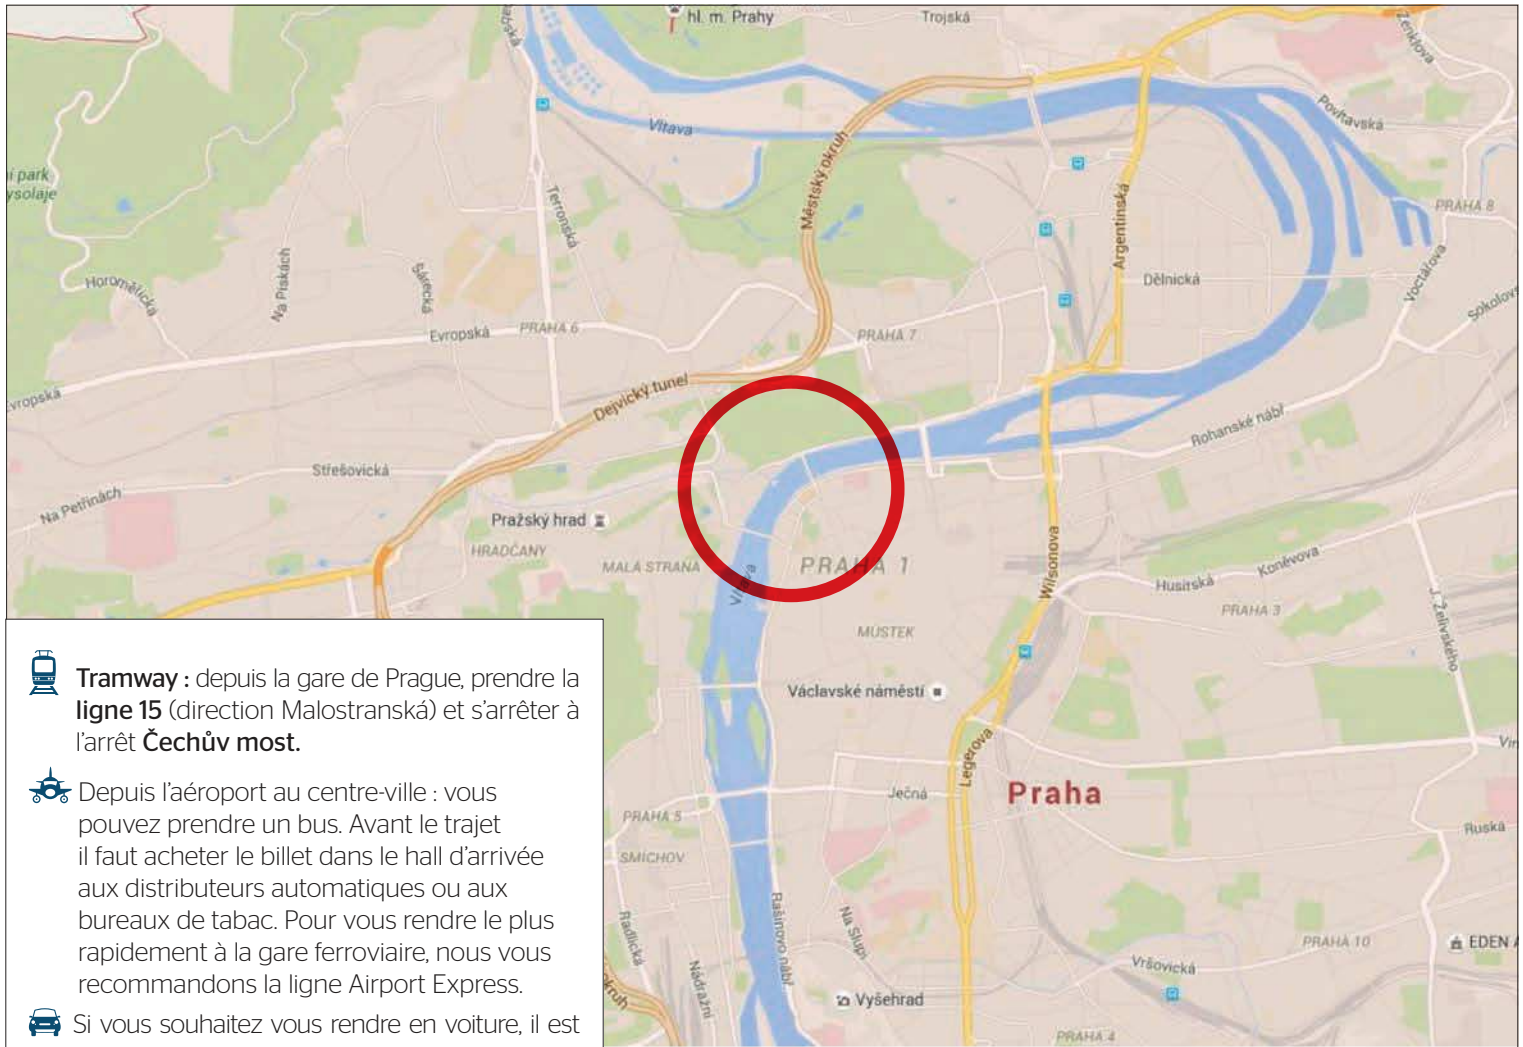 hl. m. Prahy
Trojská
Zenklova
Povltavská
Vltava
Městský okruh
Argentinská
PRAHA 8
Terronská
Voctářova
Sokolovs
Dělnická
Horoměřická
Na Pískách
Šárecká
Evropská
PRAHA 6
PRAHA 7
Evropská
Dejvický tunel
Rohanské nábř
Střešovická
Na Petřinách
Pražský hrad
HRADČANY
MALÁ STRANA
PRAHA 1
Vltava
Wilsonova
Koněvova
Husitská
PRAHA 3
J. Želivského
MŮSTEK
Václavské náměstí
Legerova
Praha
Ječná
PRAHA 5
SMÍCHOV
Ruská
Radlická
Nádražní
Rašínovo nábř
Na Slupi
Vyšehrad
Vršovická
PRAHA 10
EDEN A
PRAHA 4
okruh
Tramway : depuis la gare de Prague, prendre la
ligne 15 (direction Malostranská) et s’arrêter à
l’arrêt Čechův most.
Depuis l’aéroport au centre-ville : vous
pouvez prendre un bus. Avant le trajet
il faut acheter le billet dans le hall d’arrivée
aux distributeurs automatiques ou aux
bureaux de tabac. Pour vous rendre le plus
rapidement à la gare ferroviaire, nous vous
recommandons la ligne Airport Express.
Si vous souhaitez vous rendre en voiture, il est